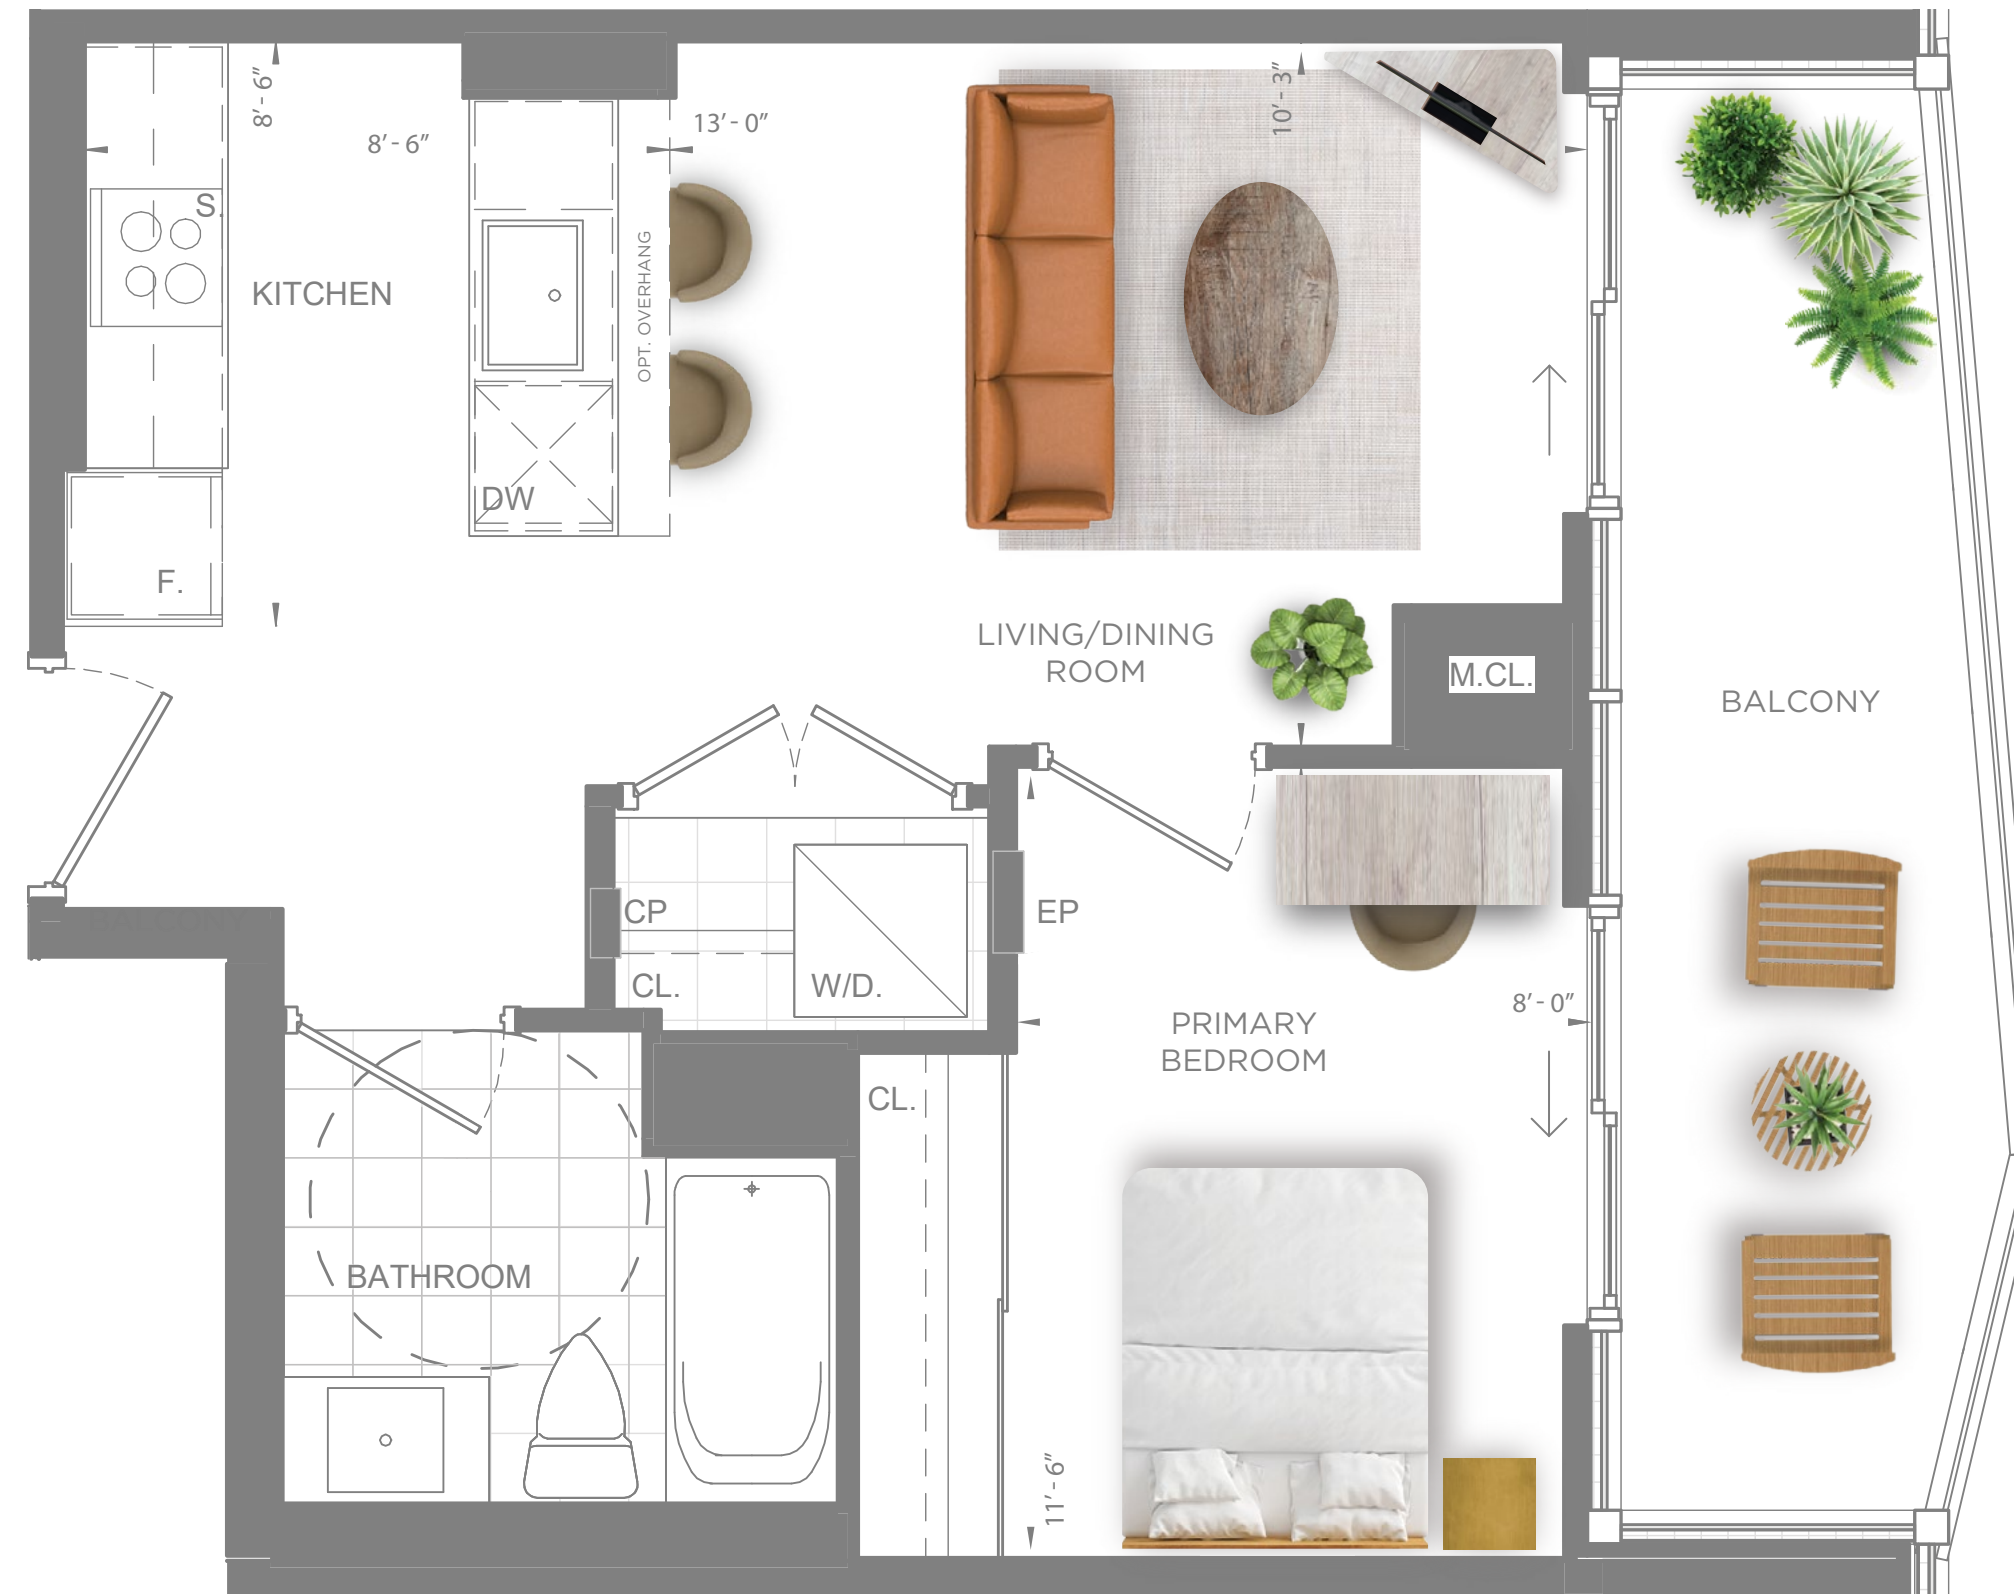 8'-6"
8'-6"
13'-0"
10'-3"
S.
KITCHEN
OPT. OVERHANG
DW
F.
LIVING/DINING
ROOM
M.CL.
BALCONY
BALCONY
CP
EP
CL.
W/D.
8'-0"
PRIMARY
BEDROOM
CL.
BATHROOM
11'-6"